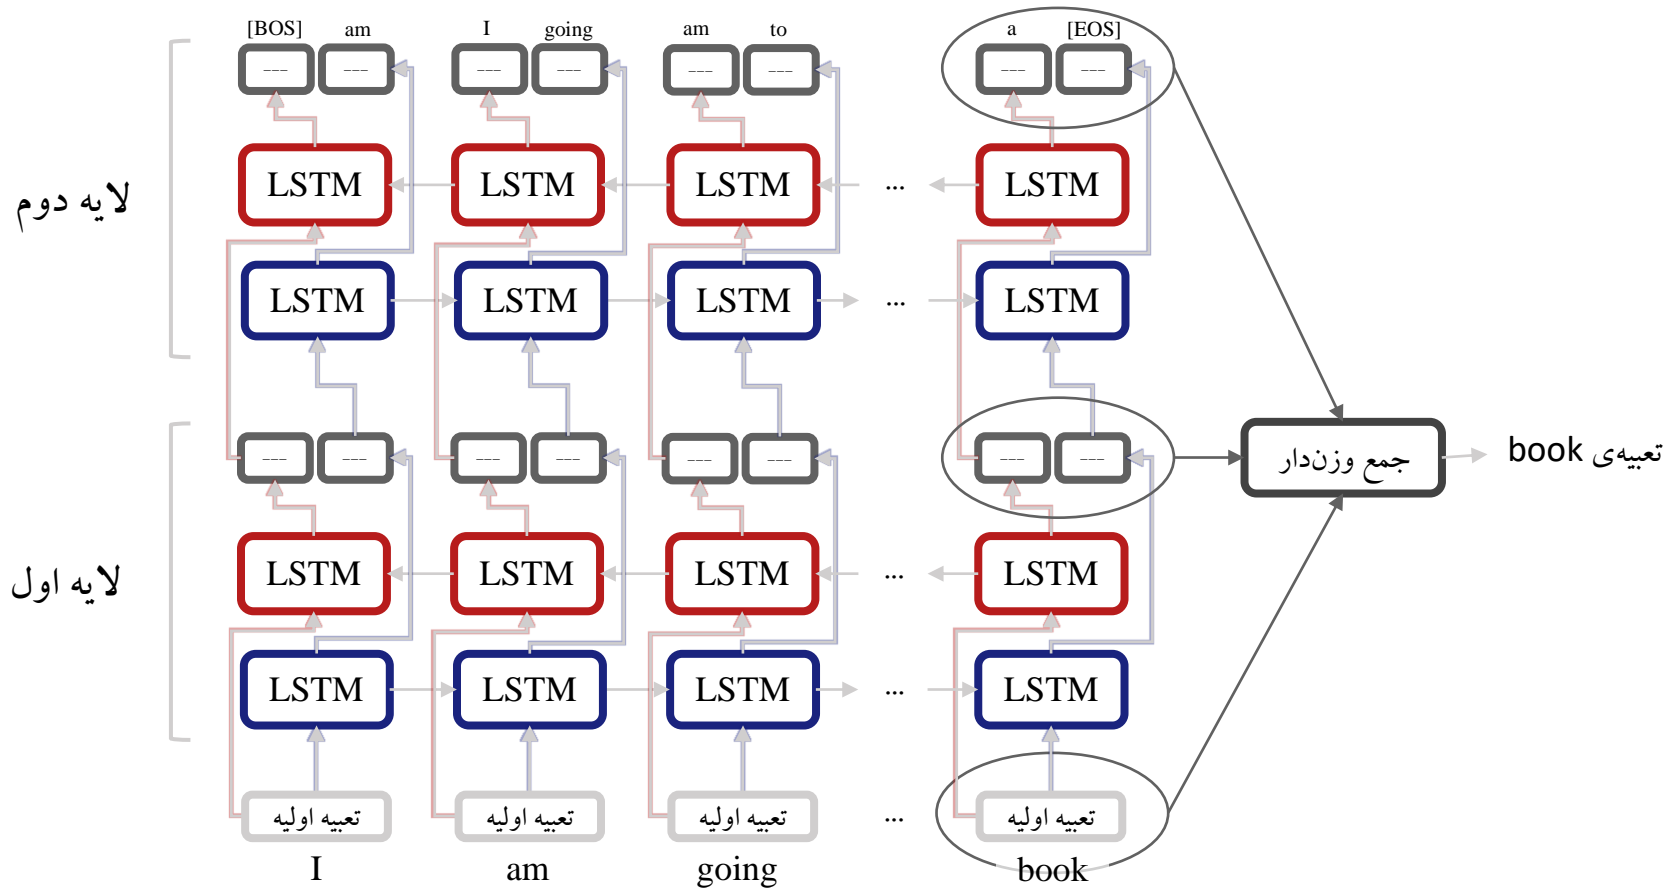 [BOS] am I going am to a [EOS]
--- --- --- --- --- --- --- ---
LSTM LSTM LSTM ... LSTM
لایه دوم
LSTM LSTM LSTM ... LSTM
--- --- --- --- --- --- --- ---
جمع وزن‌دار
تعبیه‌ی book
LSTM LSTM LSTM ... LSTM
لایه اول
LSTM LSTM LSTM ... LSTM
تعبیه اولیه تعبیه اولیه تعبیه اولیه ... تعبیه اولیه
I am going book